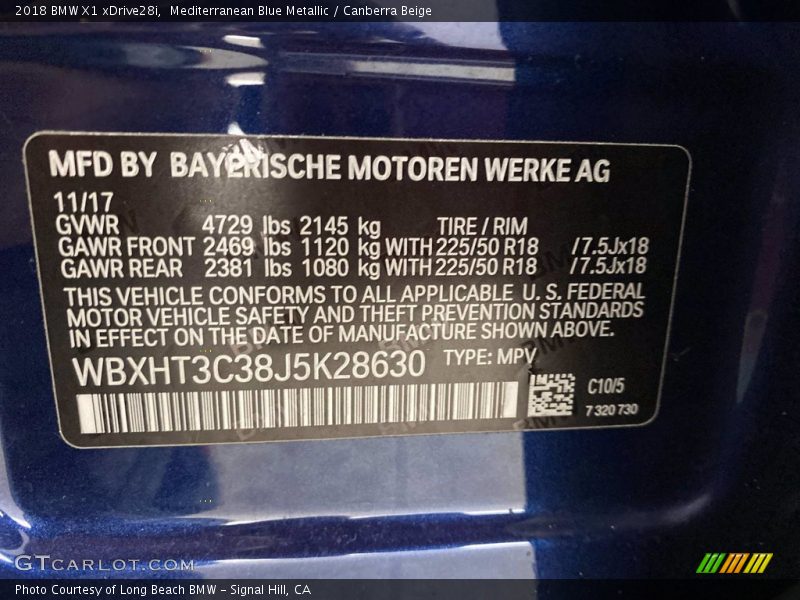 2018 BMW X1 xDrive28i, Mediterranean Blue Metallic / Canberra Beige
MFD BY BAYERISCHE MOTOREN WERKE AG
11/17
GVWR 4729 lbs 2145 kg TIRE / RIM
GAWR FRONT 2469 lbs 1120 kg WITH 225/50 R18 /7.5Jx18
GAWR REAR 2381 lbs 1080 kg WITH 225/50 R18 /7.5Jx18
THIS VEHICLE CONFORMS TO ALL APPLICABLE U. S. FEDERAL
MOTOR VEHICLE SAFETY AND THEFT PREVENTION STANDARDS
IN EFFECT ON THE DATE OF MANUFACTURE SHOWN ABOVE.
WBXHT3C38J5K28630 TYPE: MPV
C10/5
7 320 730
GTCARLOT.COM
Photo Courtesy of Long Beach BMW - Signal Hill, CA